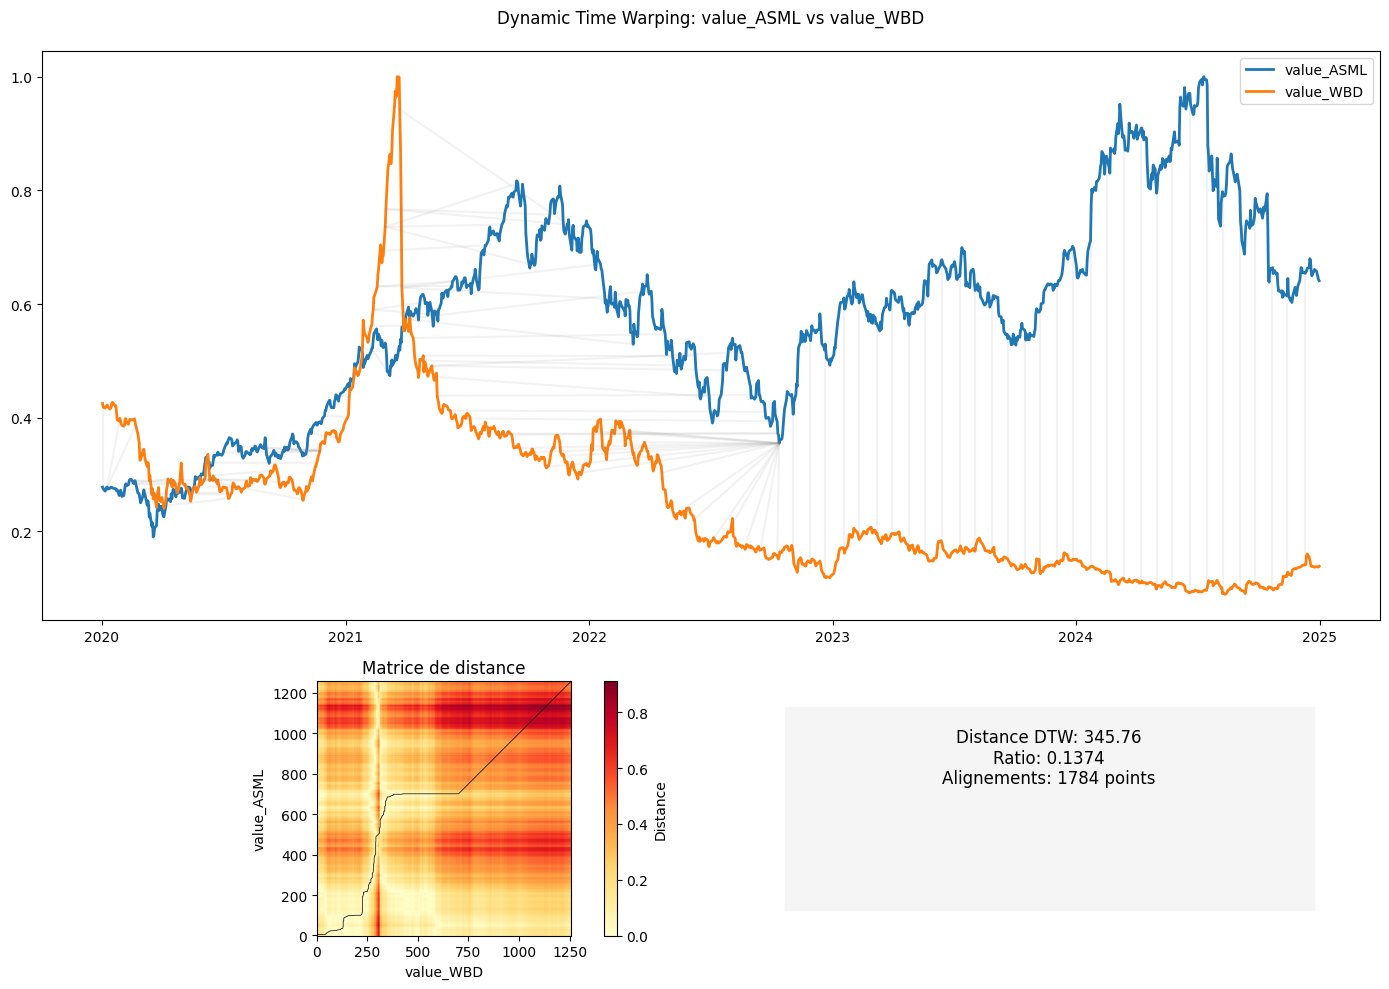 Dynamic Time Warping: value_ASML vs value_WBD
value_ASML
value_WBD
1.0
0.8
0.6
0.4
0.2
2020 2021 2022 2023 2024 2025
Matrice de distance
1200
1000
800
600
400
200
0
value_ASML
0 250 500 750 1000 1250
value_WBD
0.8
0.6
0.4
0.2
0.0
Distance
Distance DTW: 345.76
Ratio: 0.1374
Alignements: 1784 points